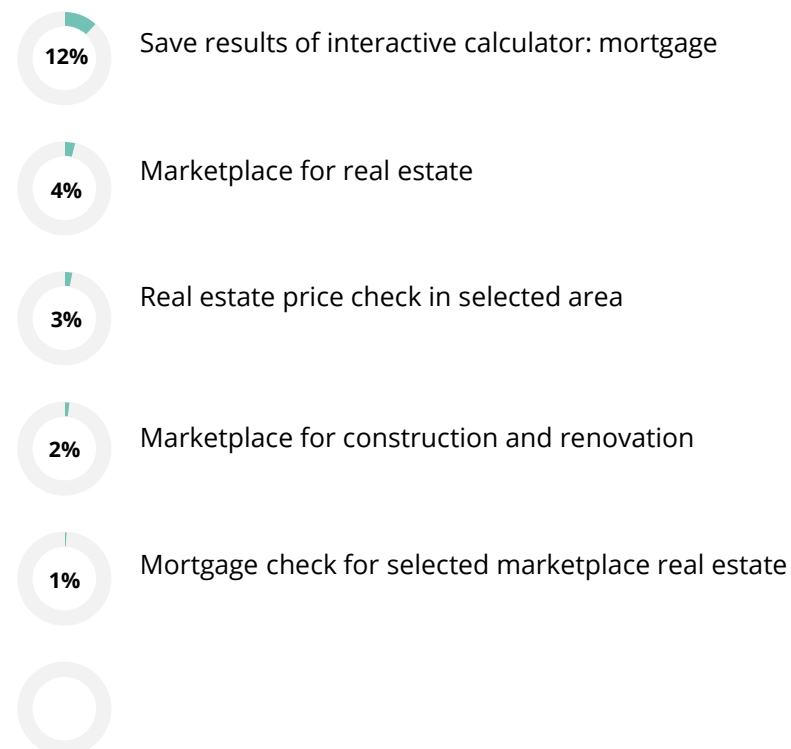 12%
Save results of interactive calculator: mortgage
4%
Marketplace for real estate
3%
Real estate price check in selected area
2%
Marketplace for construction and renovation
1%
Mortgage check for selected marketplace real estate